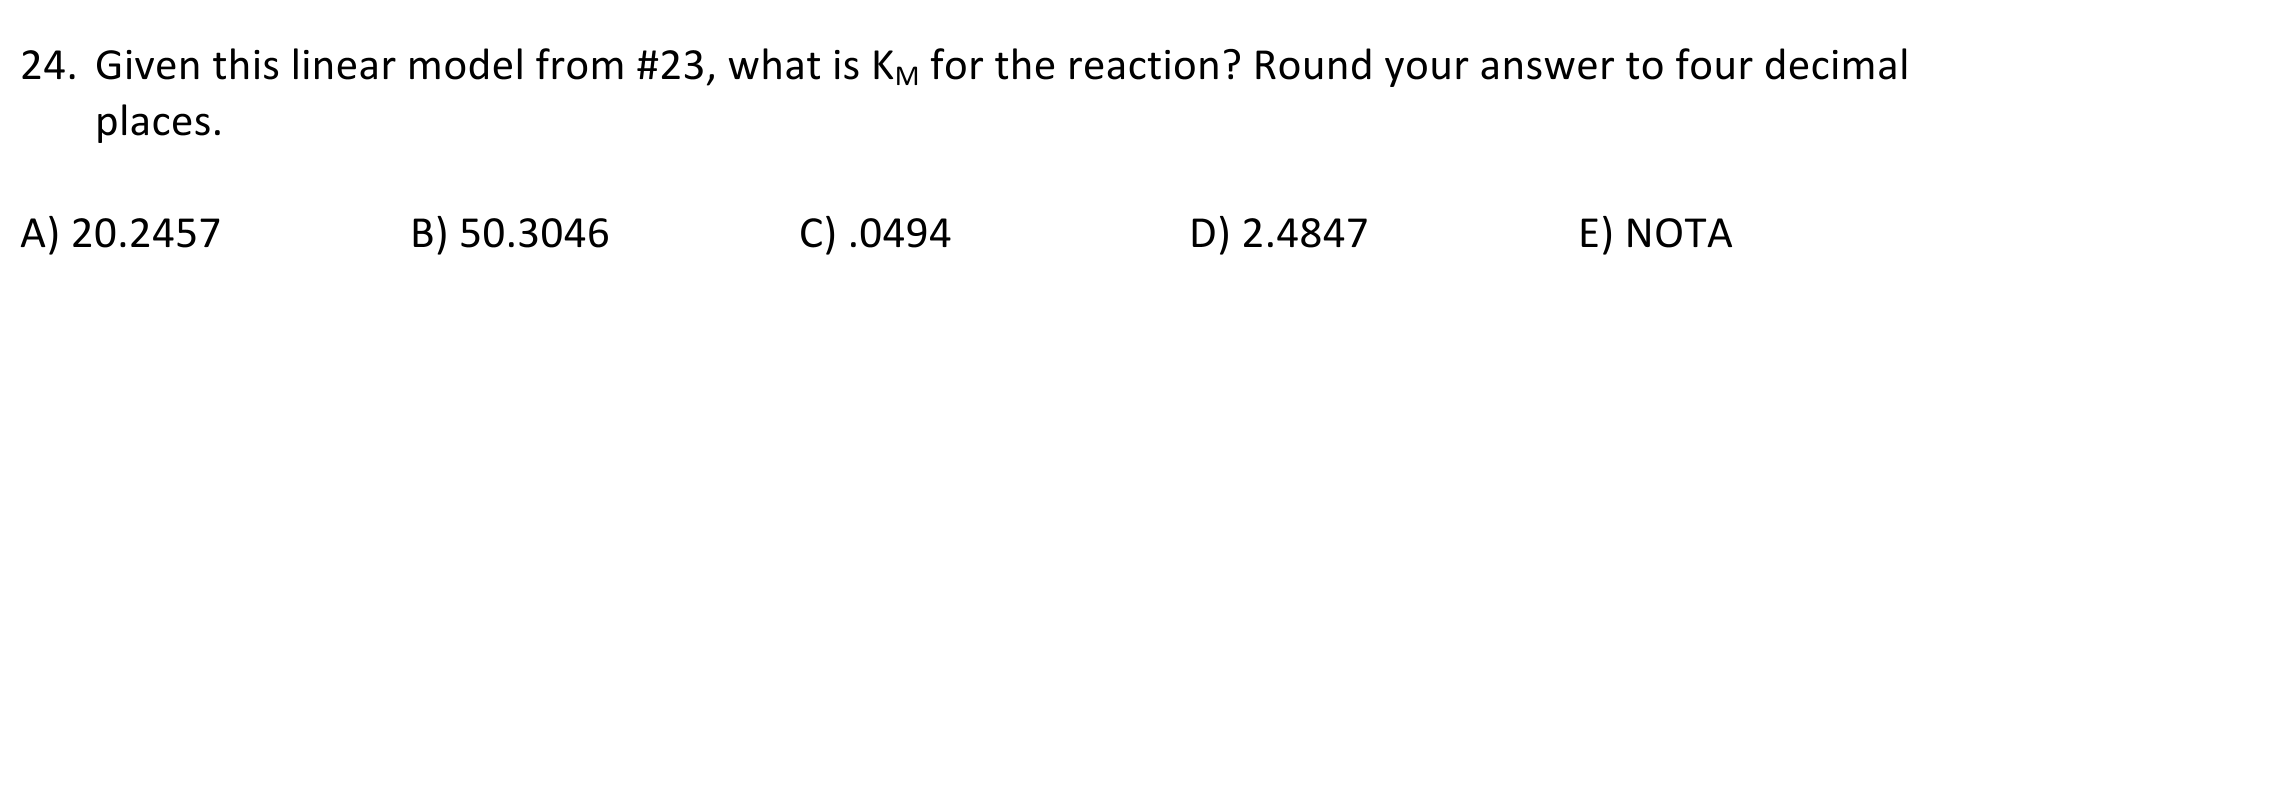 24. Given this linear model from #23, what is K_M for the reaction? Round your answer to four decimal
places.
A) 20.2457 B) 50.3046 C) .0494 D) 2.4847 E) NOTA